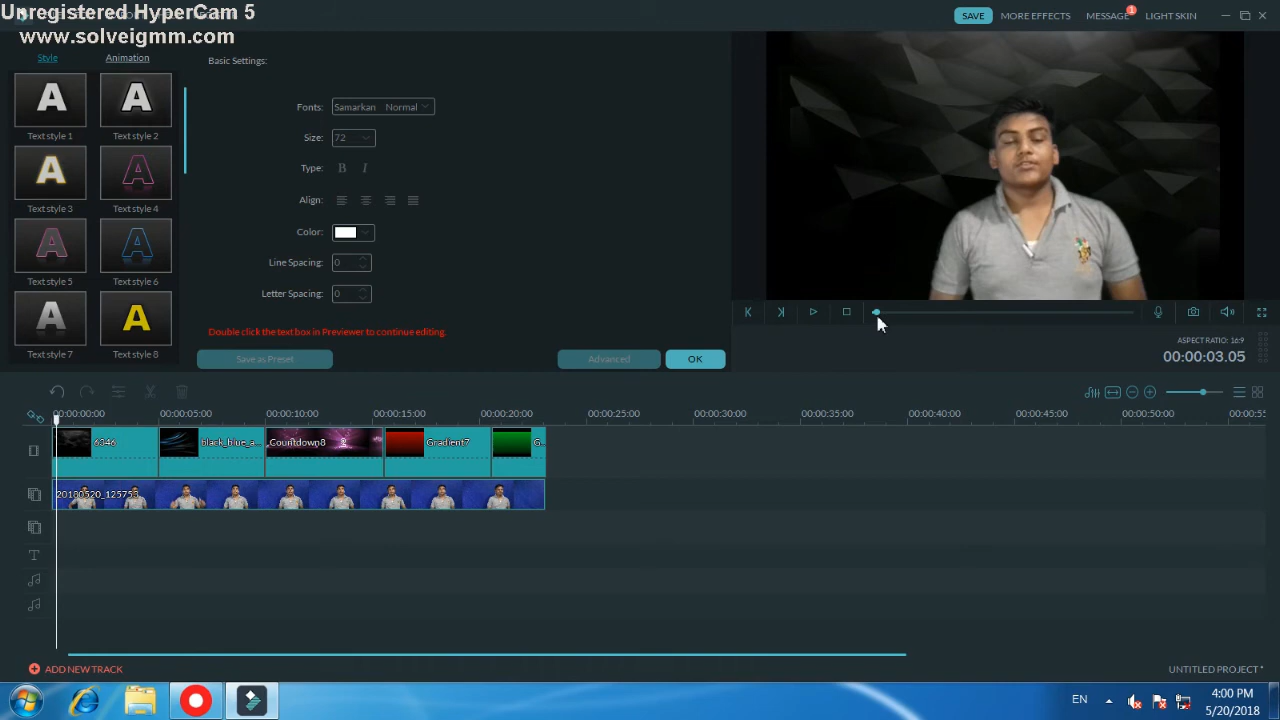 Unregistered HyperCam 5
www.solveigmm.com
SAVE
MORE EFFECTS
MESSAGE
1
LIGHT SKIN
Style
Animation
Basic Settings:
A
A
Text style 1
Text style 2
A
A
Text style 3
Text style 4
A
A
Text style 5
Text style 6
A
A
Text style 7
Text style 8
Fonts: Samarkan Normal
Size: 72
Type: B I
Align:
Color:
Line Spacing: 0
Letter Spacing: 0
Double click the text box in Previewer to continue editing.
Save as Preset
Advanced
OK
ASPECT RATIO: 16:9
00:00:03.05
00:00:00:00
00:00:05:00
00:00:10:00
00:00:15:00
00:00:20:00
00:00:25:00
00:00:30:00
00:00:35:00
00:00:40:00
00:00:45:00
00:00:50:00
00:00:55
6346
black_blue_a...
Countdown8
Gradient7
G..
T
ADD NEW TRACK
UNTITLED PROJECT *
EN
4:00 PM
5/20/2018